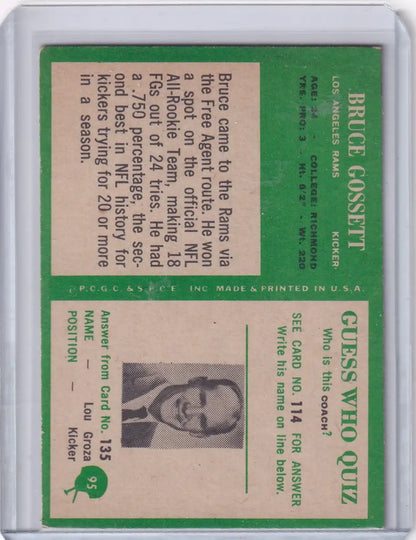 BRUCE GOSSETT
LOS ANGELES RAMS KICKER
AGE: 24 - COLLEGE: RICHMOND
YRS. PRO: 3 - Ht. 6'2" - Wt. 220
Bruce came to the Rams via
the Free Agent route. He won
a spot on the official NFL
All-Rookie Team, making 18
FGs out of 24 tries. He had
a .750 percentage, the sec-
ond best in NFL history for
kickers trying for 20 or more
in a season.
©P.C.G.C. & S.P.C.E INC MADE & PRINTED IN U.S.A.
GUESS WHO QUIZ
Who is this COACH?
SEE CARD NO. 114 FOR ANSWER
Write his name on line below.
Answer from Card No. 135
NAME — Lou Groza
POSITION — Kicker
95